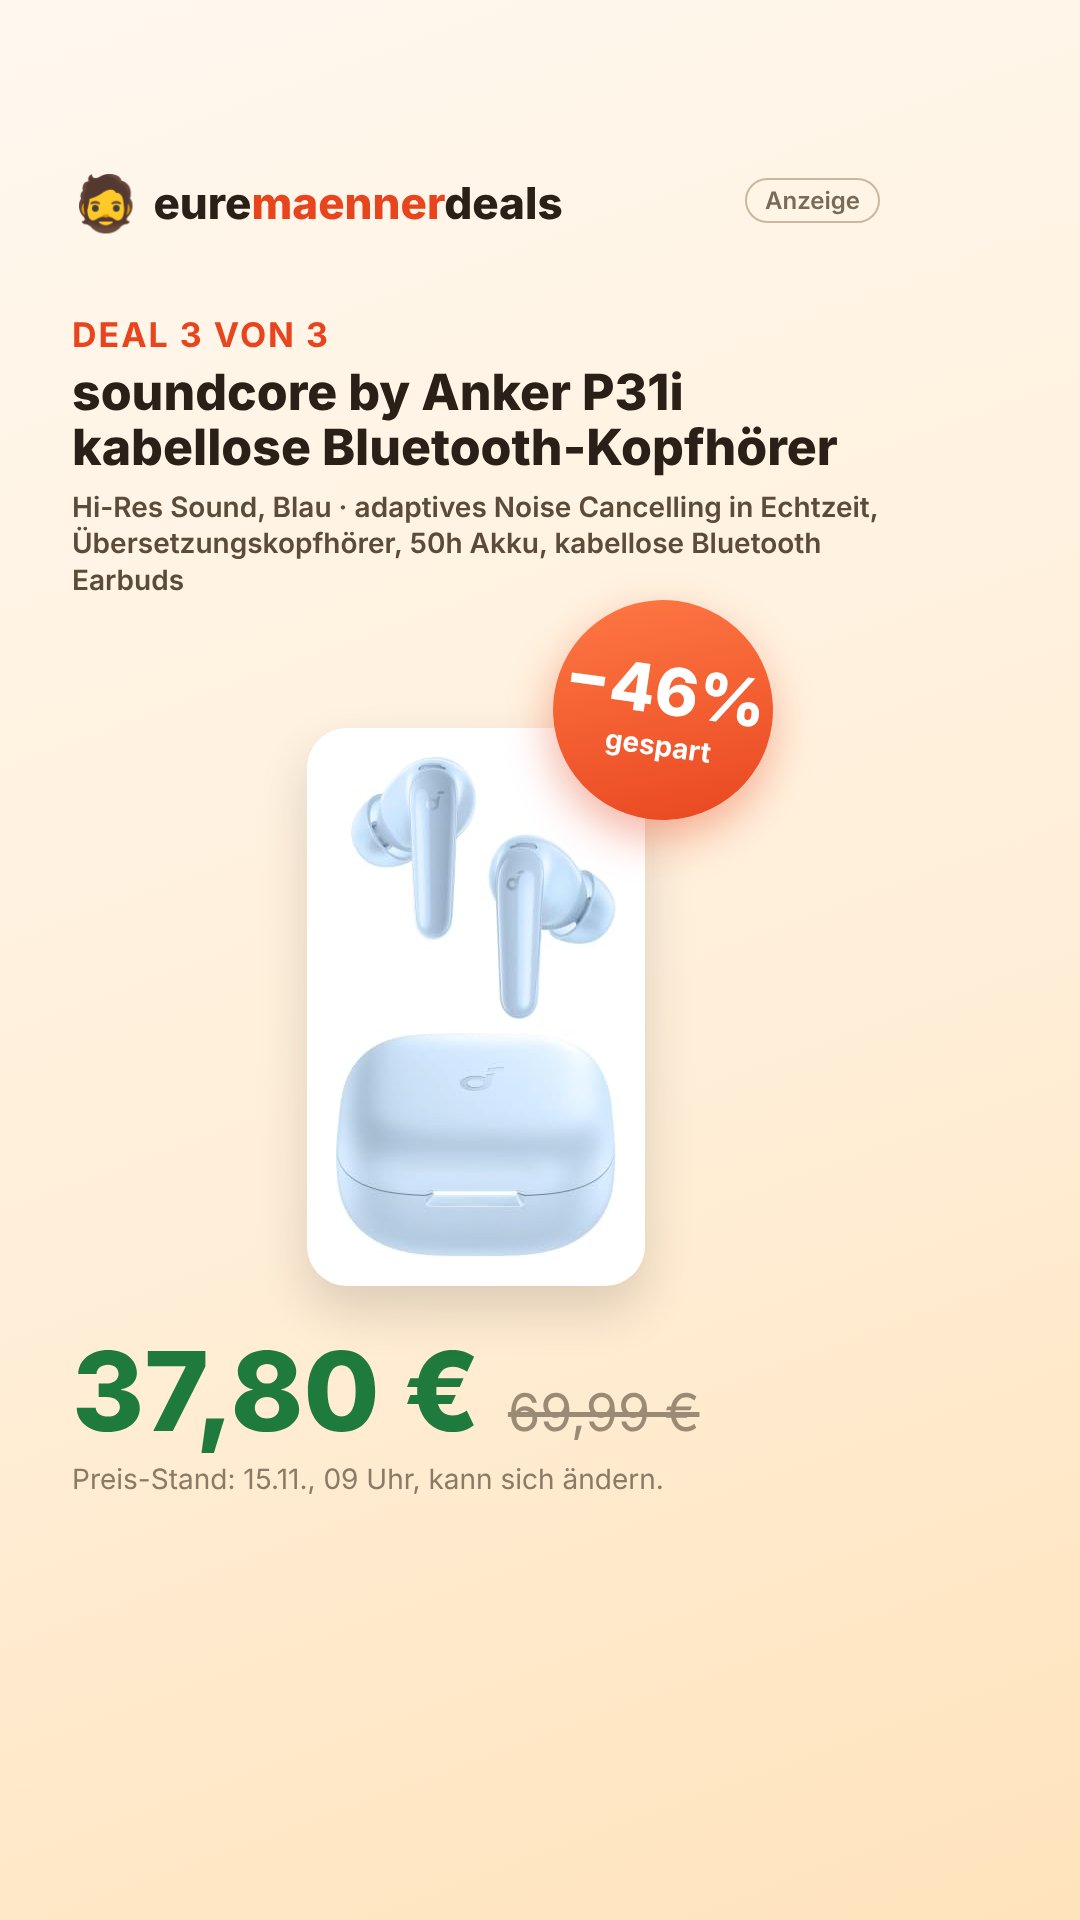 euremaennerdeals
Anzeige
DEAL 3 VON 3
soundcore by Anker P31i
kabellose Bluetooth-Kopfhörer
Hi-Res Sound, Blau · adaptives Noise Cancelling in Echtzeit,
Übersetzungskopfhörer, 50h Akku, kabellose Bluetooth
Earbuds
−46%
gespart
37,80 € 69,99 €
Preis-Stand: 15.11., 09 Uhr, kann sich ändern.